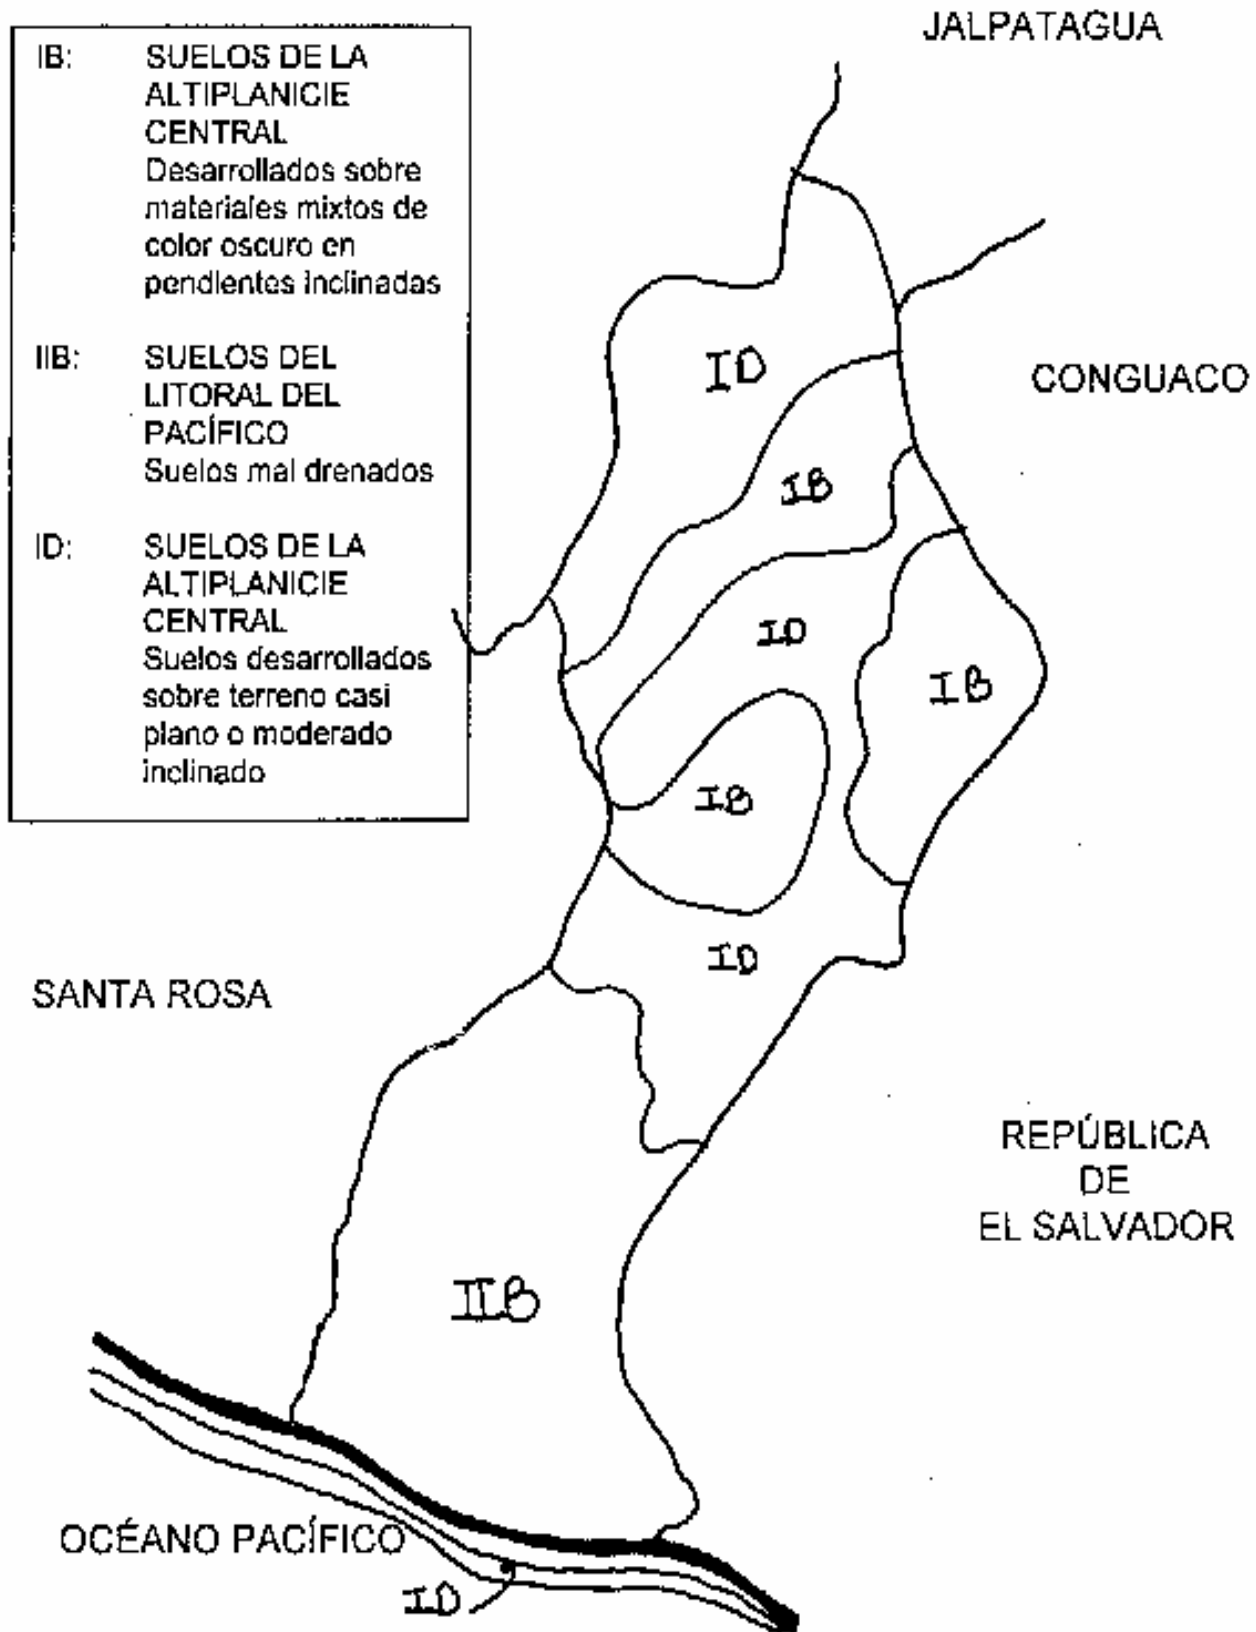 JALPATAGUA
IB: SUELOS DE LA
ALTIPLANICIE
CENTRAL
Desarrollados sobre
materiales mixtos de
color oscuro en
pendientes inclinadas
IIB: SUELOS DEL
LITORAL DEL
PACÍFICO
Suelos mal drenados
ID: SUELOS DE LA
ALTIPLANICIE
CENTRAL
Suelos desarrollados
sobre terreno casi
plano o moderado
inclinado
ID
CONGUACO
IB
ID
IB
IB
ID
SANTA ROSA
REPÚBLICA
DE
EL SALVADOR
IIB
OCÉANO PACÍFICO
ID